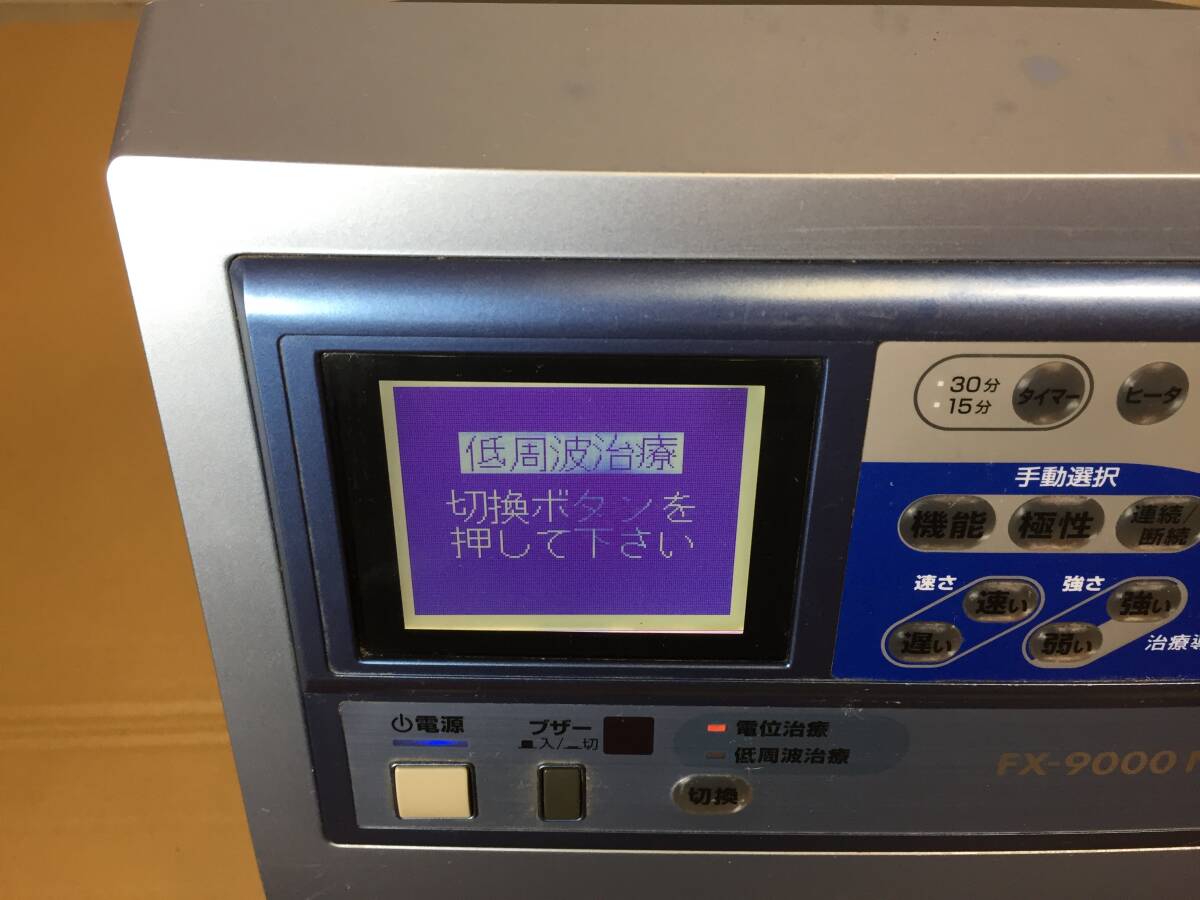 低周波治療
切換ボタンを
押して下さい
30分
15分
タイマー
ヒータ
手動選択
機能
極性
連続/
断続
速さ
速い
遅い
強さ
強い
弱い
電源
ブザー
入/切
電位治療
低周波治療
切換
FX-9000